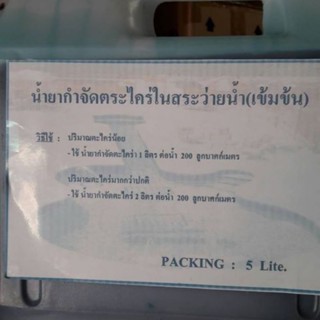 น้ำยากำจัดตระไคร่ในสระว่ายน้ำ(เข้มข้น)
วิธีใช้ : ปริมาณตะไคร่น้อย
- ใช้ น้ำยากำจัดตะไคร่ำ 1 ลิตร ต่อน้ำ 200 ลูกบาศก์เมตร
ปริมาณตะไคร่มากกว่าปกติ
- ใช้ น้ำยากำจัดตะไคร่ 2 ลิตร ต่อน้ำ 200 ลูกบาศก์เมตร
PACKING : 5 Lite.